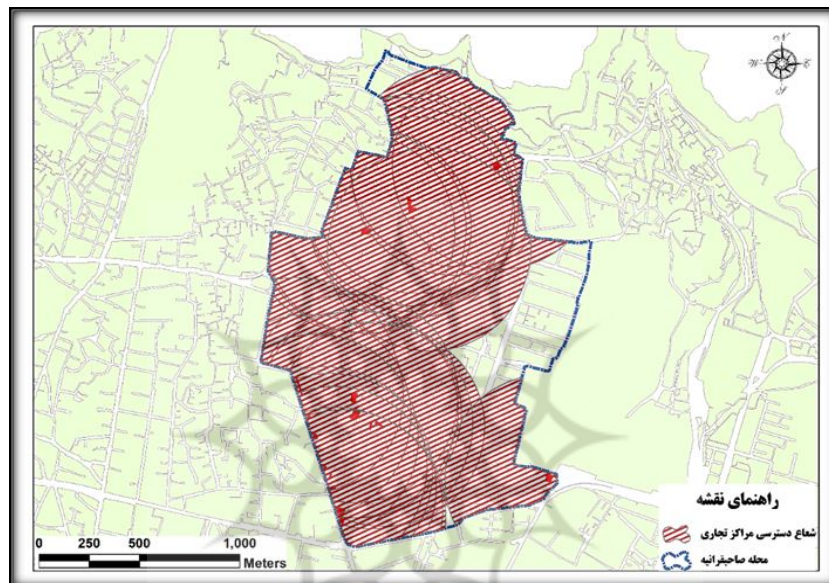 N
W E
S
راهنمای نقشه
شعاع دسترسی مراکز تجاری
محله صاحبقرانیه
0 250 500 1,000
Meters